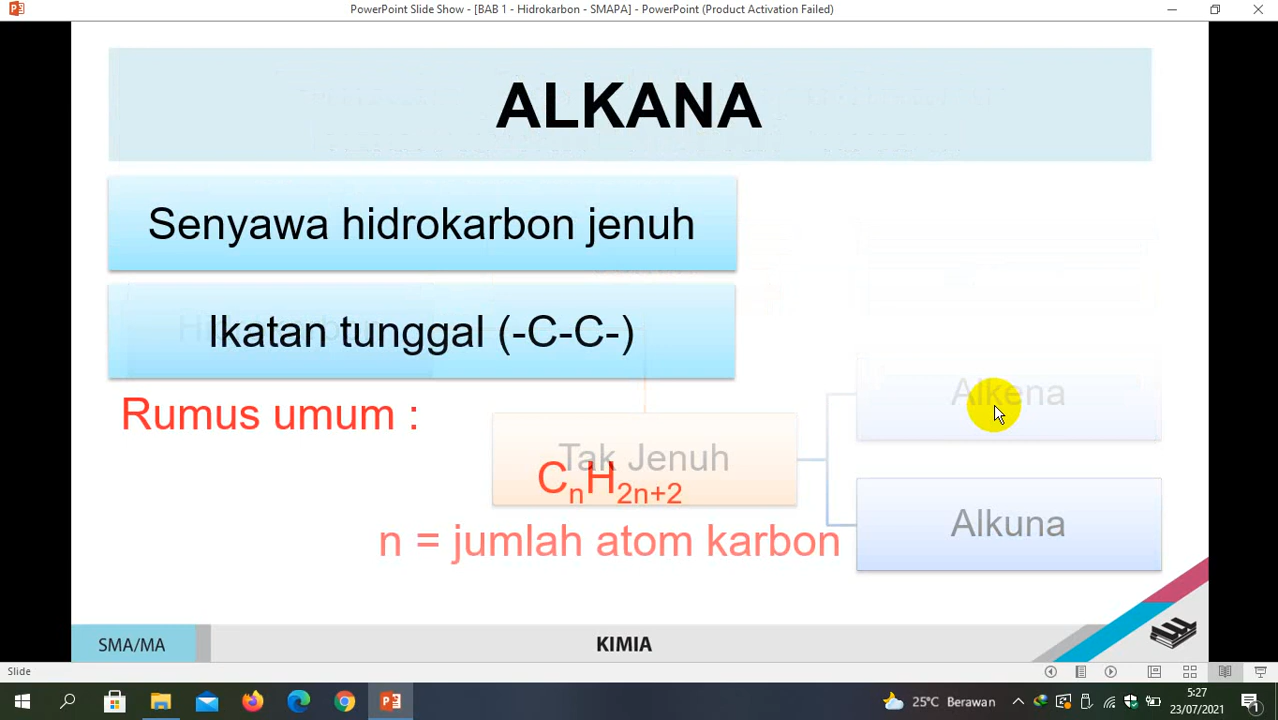 PowerPoint Slide Show - [BAB 1 - Hidrokarbon - SMAPA] - PowerPoint (Product Activation Failed)
ALKANA
Senyawa hidrokarbon jenuh
Ikatan tunggal (-C-C-)
Alkena
Rumus umum :
Tak Jenuh
CnH2n+2
Alkuna
n = jumlah atom karbon
SMA/MA
KIMIA
Slide
25°C Berawan
5:27
23/07/2021
1